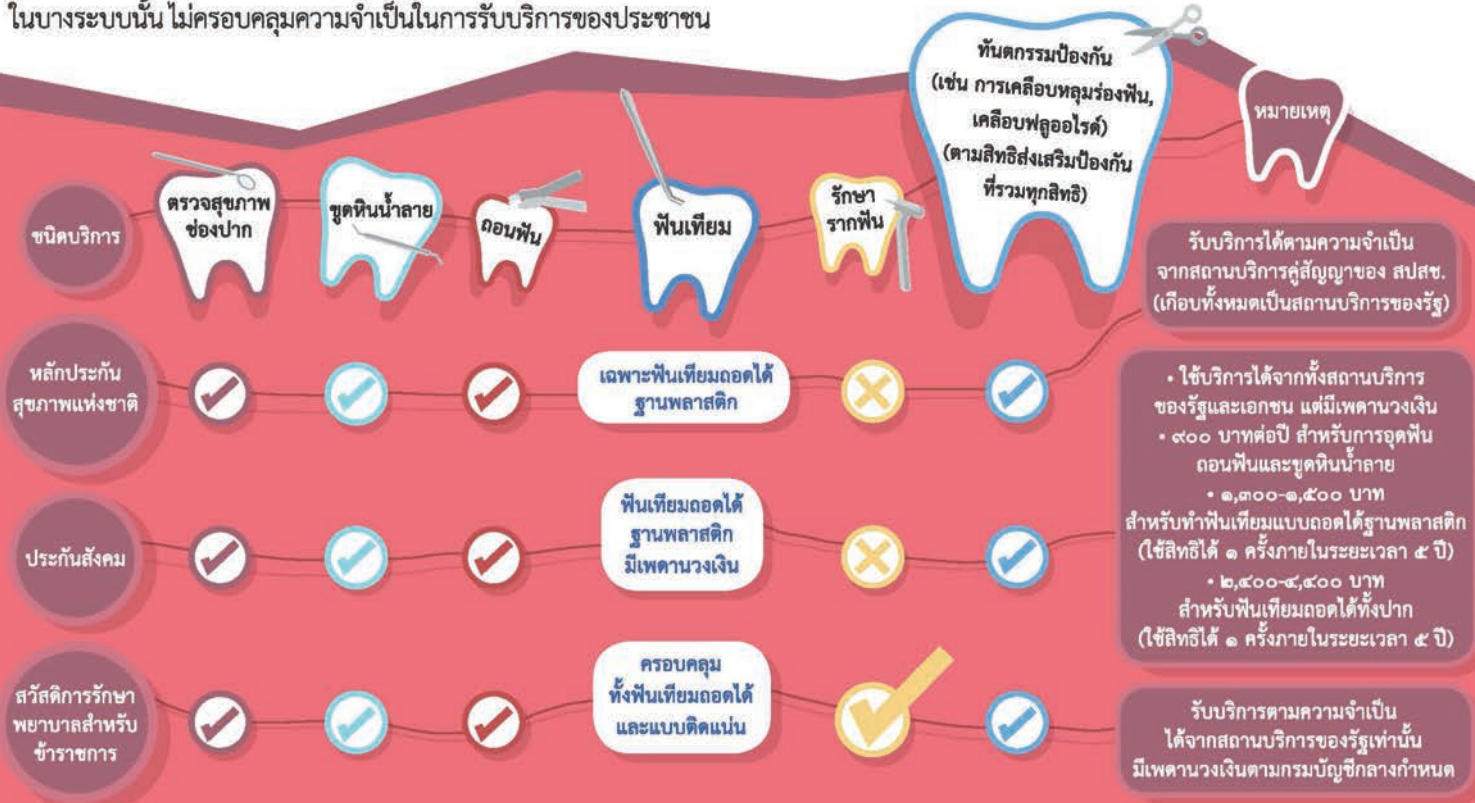 ในบางระบบนั้น ไม่ครอบคลุมความจำเป็นในการรับบริการของประชาชน
ชนิดบริการ
ตรวจสุขภาพ
ช่องปาก
ขูดหินน้ำลาย
ถอนฟัน
ฟันเทียม
รักษา
รากฟัน
ทันตกรรมป้องกัน
(เช่น การเคลือบหลุมร่องฟัน,
เคลือบฟลูออไรด์)
(ตามสิทธิส่งเสริมป้องกัน
ที่รวมทุกสิทธิ)
หมายเหตุ
หลักประกัน
สุขภาพแห่งชาติ
เฉพาะฟันเทียมถอดได้
ฐานพลาสติก
รับบริการได้ตามความจำเป็น
จากสถานบริการคู่สัญญาของ สปสช.
(เกือบทั้งหมดเป็นสถานบริการของรัฐ)
ประกันสังคม
ฟันเทียมถอดได้
ฐานพลาสติก
มีเพดานวงเงิน
• ใช้บริการได้จากทั้งสถานบริการ
ของรัฐและเอกชน แต่มีเพดานวงเงิน
• ๙๐๐ บาทต่อปี สำหรับการอุดฟัน
ถอนฟันและขูดหินน้ำลาย
• ๑,๓๐๐-๑,๕๐๐ บาท
สำหรับทำฟันเทียมแบบถอดได้ฐานพลาสติก
(ใช้สิทธิได้ ๑ ครั้งภายในระยะเวลา ๕ ปี)
• ๒,๔๐๐-๔,๔๐๐ บาท
สำหรับฟันเทียมถอดได้ทั้งปาก
(ใช้สิทธิได้ ๑ ครั้งภายในระยะเวลา ๕ ปี)
สวัสดิการรักษา
พยาบาลสำหรับ
ข้าราชการ
ครอบคลุม
ทั้งฟันเทียมถอดได้
และแบบติดแน่น
รับบริการตามความจำเป็น
ได้จากสถานบริการของรัฐเท่านั้น
มีเพดานวงเงินตามกรมบัญชีกลางกำหนด